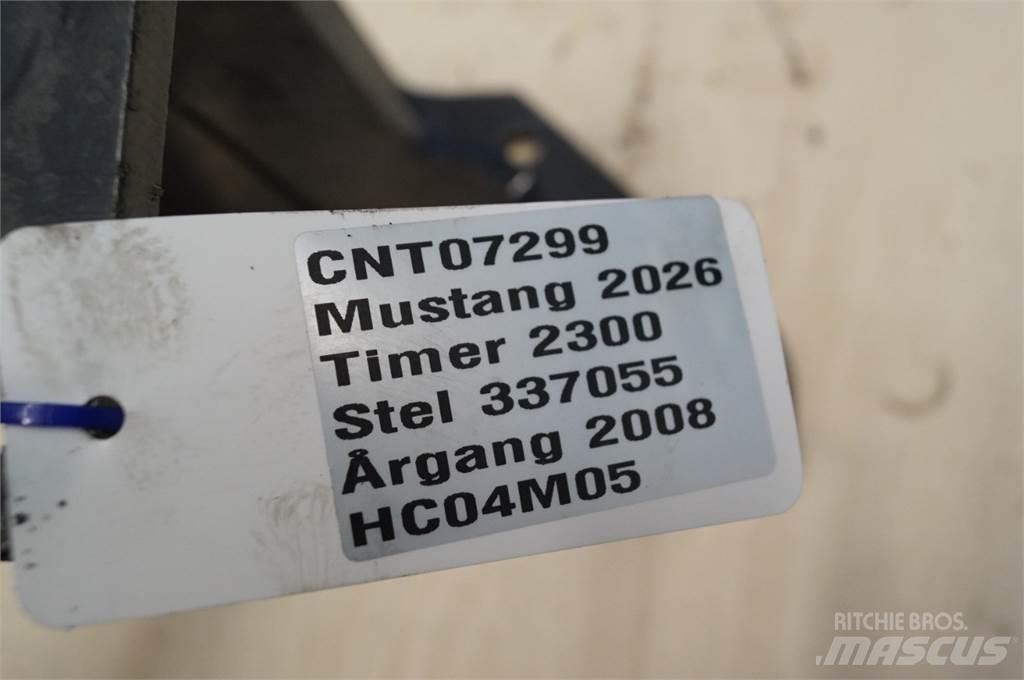 CNT07299
Mustang 2026
Timer 2300
Stel 337055
Årgang 2008
HC04M05
RITCHIE BROS.
MASCUS